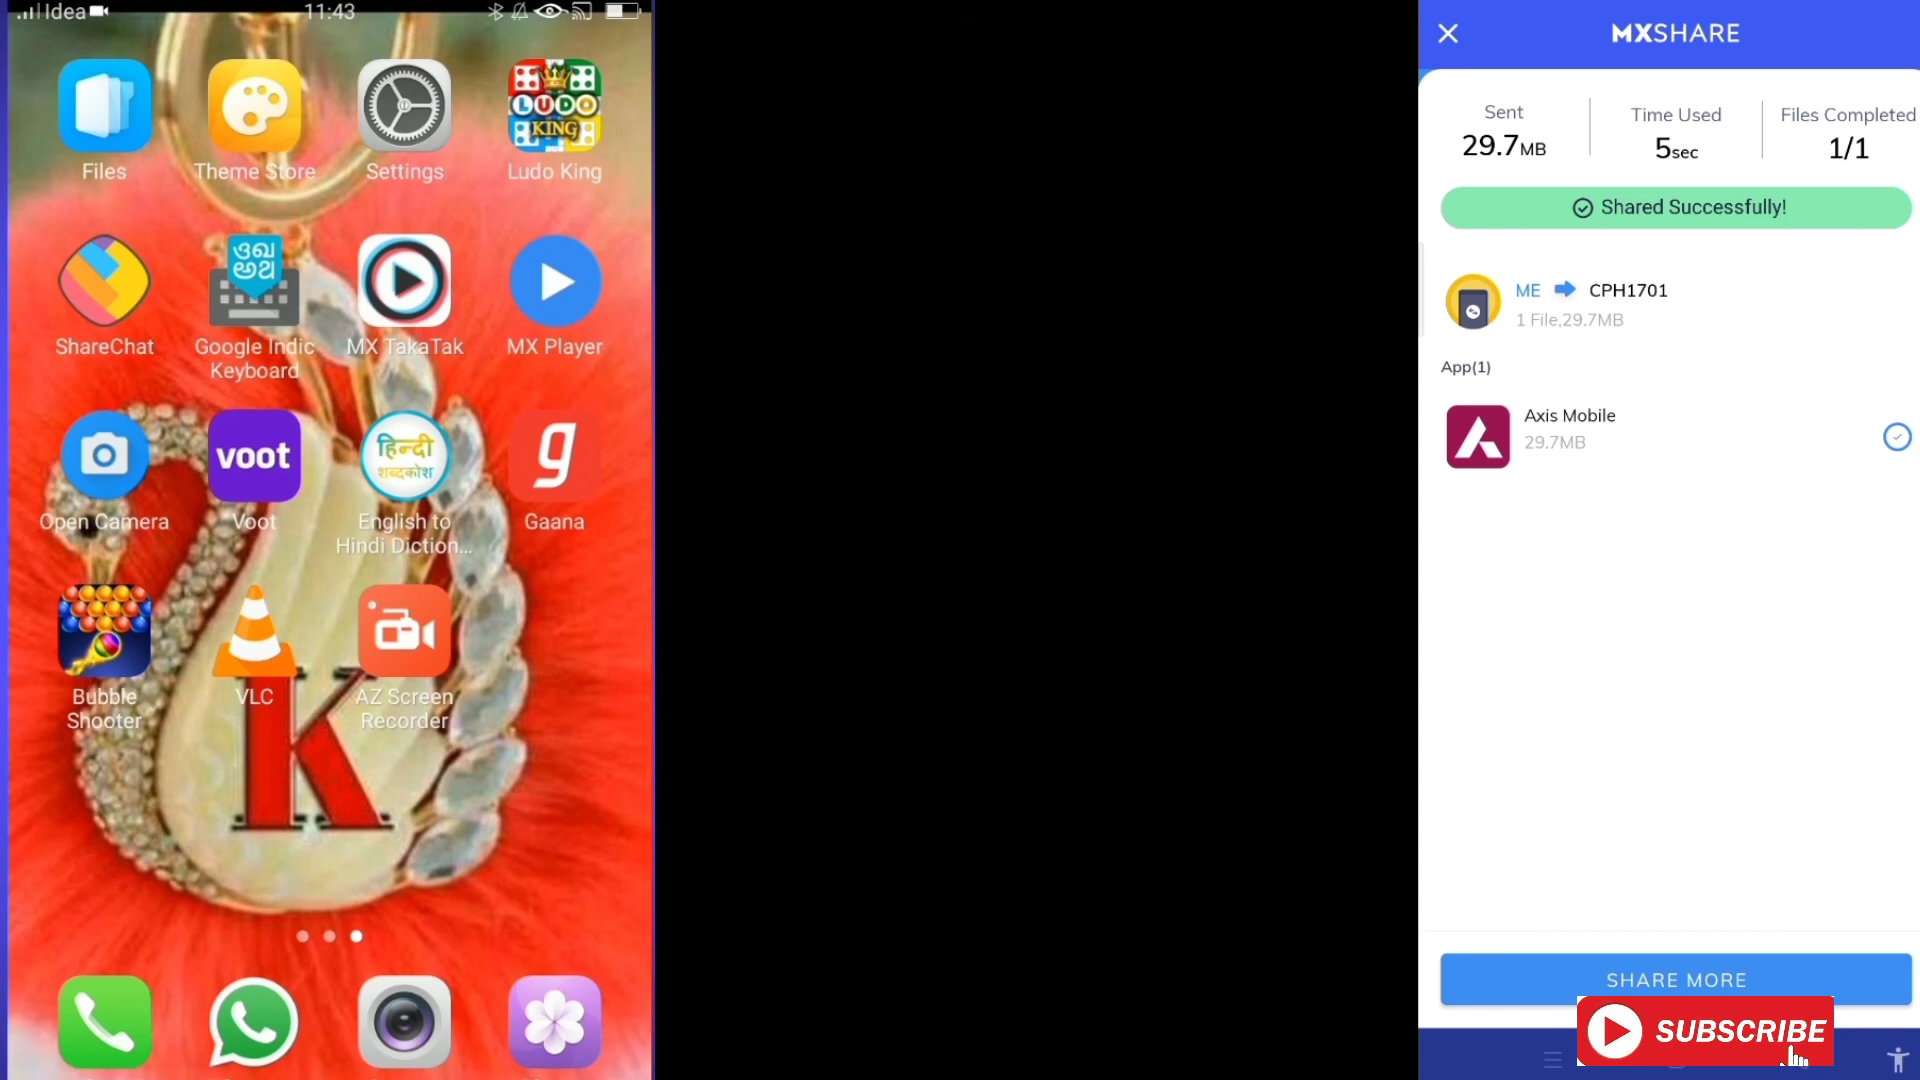 Idea 11:43
Files Theme Store Settings Ludo King
LUDO
KING
ওখ
అథ
ShareChat Google Indic Keyboard MX TakaTak MX Player
voot
हिन्दी
शब्दकोश
g
Open Camera Voot English to Hindi Diction... Gaana
Bubble Shooter VLC AZ Screen Recorder
K
MXSHARE
Sent Time Used Files Completed
29.7MB 5sec 1/1
Shared Successfully!
ME CPH1701
1 File,29.7MB
App(1)
Axis Mobile
29.7MB
SHARE MORE
SUBSCRIBE